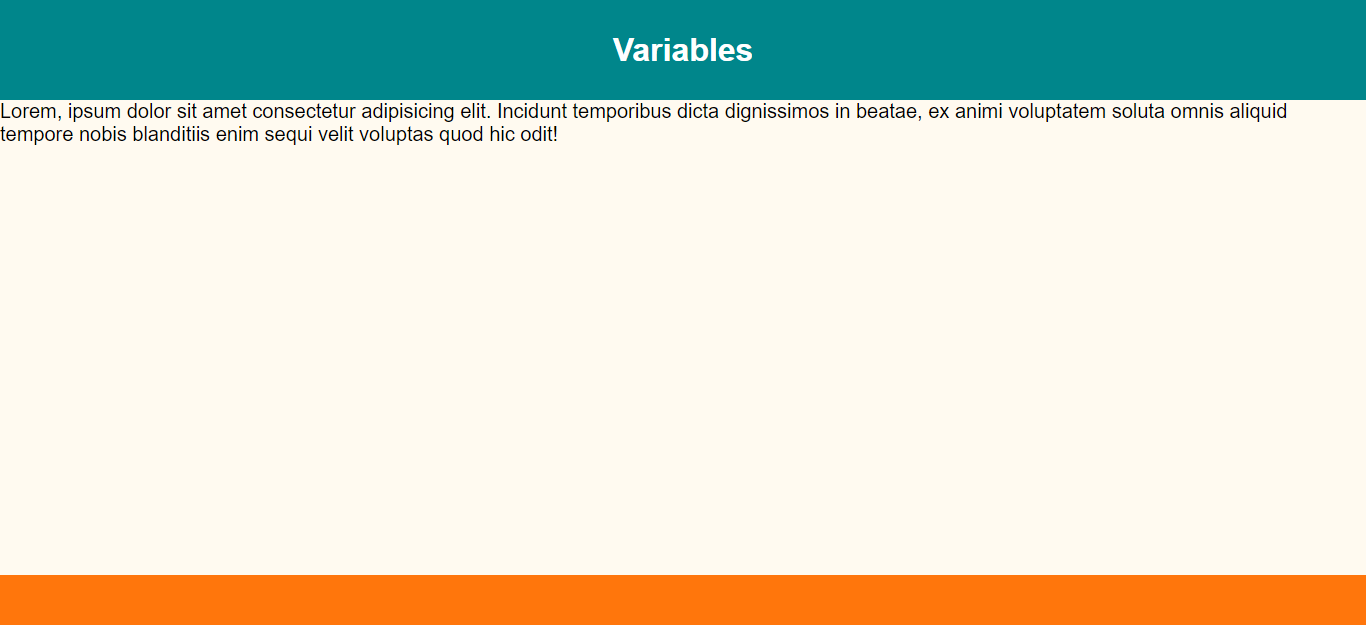 Variables
Lorem, ipsum dolor sit amet consectetur adipisicing elit. Incidunt temporibus dicta dignissimos in beatae, ex animi voluptatem soluta omnis aliquid
tempore nobis blanditiis enim sequi velit voluptas quod hic odit!